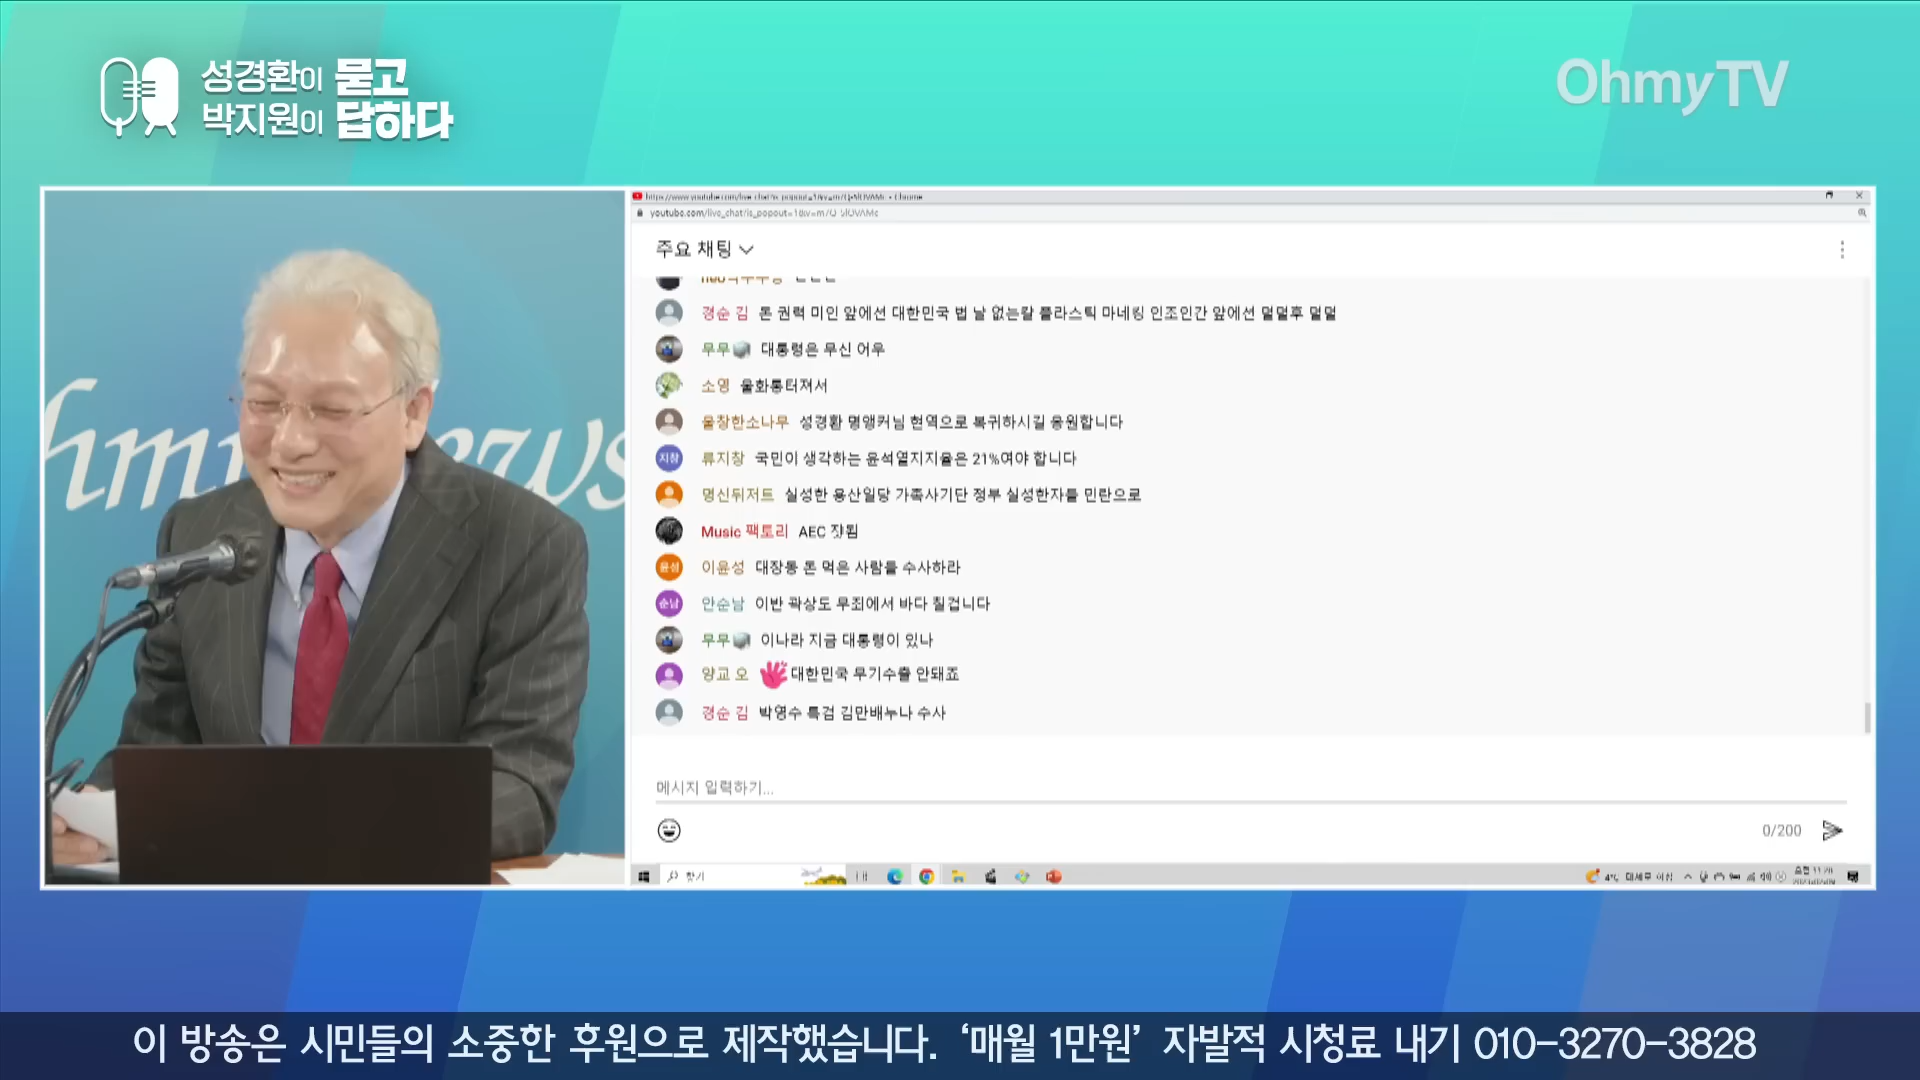 성경환이 묻고
박지원이 답하다
OhmyTV
주요 채팅
경순 김 돈 권력 미인 앞에선 대한민국 법 날 없는칼 플라스틱 마네킹 인조인간 앞에선 덜덜후 덜덜
무무 대통령은 무신 어우
소영 울화통터져서
울창한소나무 성경환 명앵커님 현역으로 복귀하시길 응원합니다
지창 류지창 국민이 생각하는 윤석열지지율은 21%여야 합니다
명신뒤저트 실성한 용산일당 가족사기단 정부 실성한자들 민란으로
Music 팩토리 AEC 쟛됨
윤성 이윤성 대장동 돈 먹은 사람들 수사하라
순남 안순남 이반 곽상도 무죄에서 바다 칠겁니다
무무 이나라 지금 대통령이 있나
양교 오 대한민국 무기수출 안돼죠
경순 김 박영수 특검 김만배누나 수사
메시지 입력하기...
0/200
찾기
4°C
이 방송은 시민들의 소중한 후원으로 제작했습니다. ‘매월 1만원’ 자발적 시청료 내기 010-3270-3828